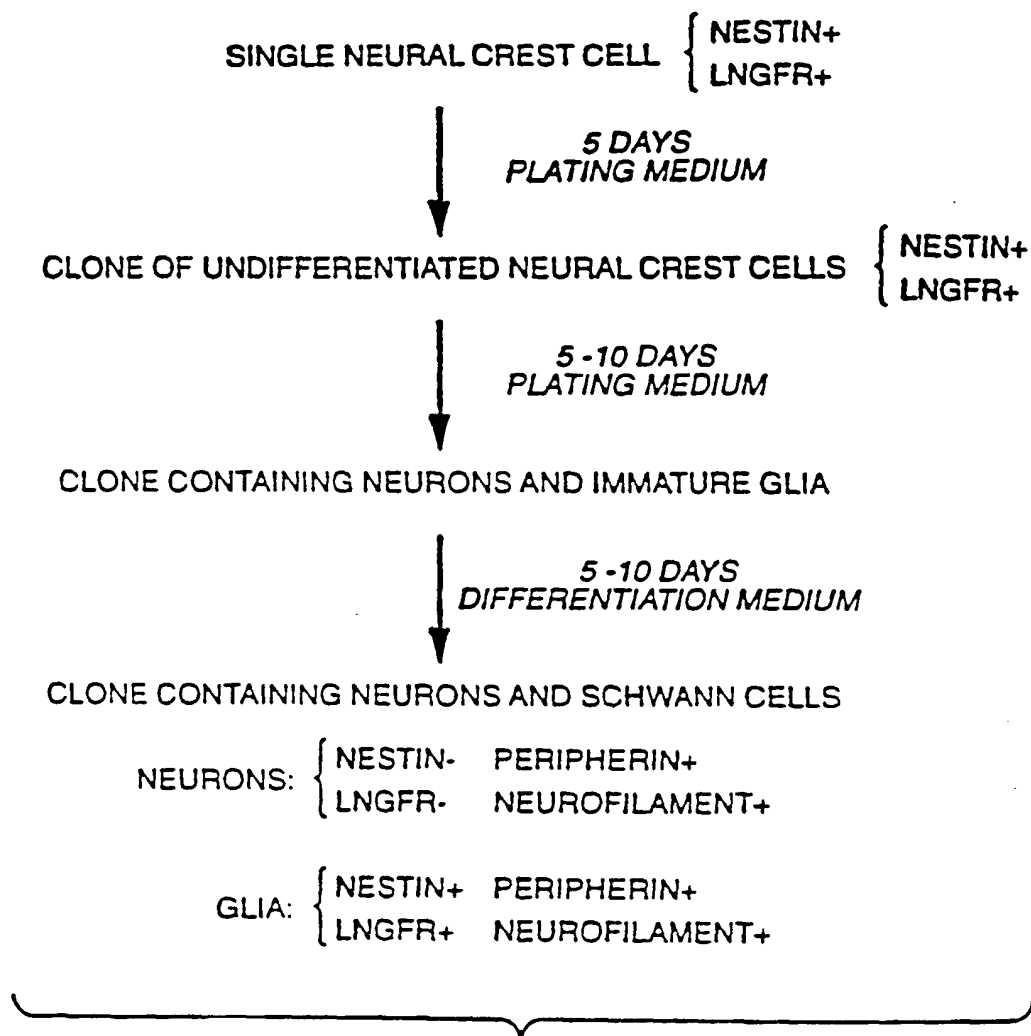 SINGLE NEURAL CREST CELL { NESTIN+
LNGFR+
5 DAYS
PLATING MEDIUM
CLONE OF UNDIFFERENTIATED NEURAL CREST CELLS { NESTIN+
LNGFR+
5-10 DAYS
PLATING MEDIUM
CLONE CONTAINING NEURONS AND IMMATURE GLIA
5-10 DAYS
DIFFERENTIATION MEDIUM
CLONE CONTAINING NEURONS AND SCHWANN CELLS
NEURONS: { NESTIN- PERIPHERIN+
LNGFR- NEUROFILAMENT+
GLIA: { NESTIN+ PERIPHERIN+
LNGFR+ NEUROFILAMENT+